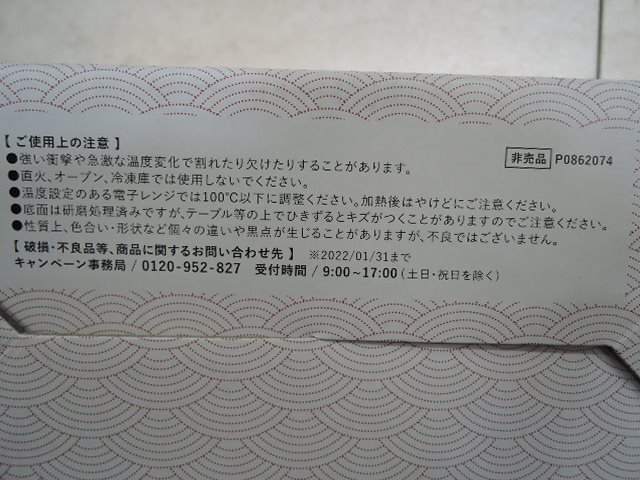 【 ご使用上の注意 】
非売品 P0862074
●強い衝撃や急激な温度変化で割れたり欠けたりすることがあります。
●直火、オーブン、冷凍庫では使用しないでください。
●温度設定のある電子レンジでは100℃以下に調整ください。加熱後はやけどにご注意ください。
●底面は研磨処理済みですが、テーブル等の上でひきずるとキズがつくことがありますのでご注意ください。
●性質上、色合い・形状など個々の違いや黒点が生じることがありますが、不良ではございません。
【 破損・不良品等、商品に関するお問い合わせ先 】 ※2022/01/31まで
キャンペーン事務局 / 0120-952-827 受付時間 / 9:00~17:00 (土日・祝日を除く)